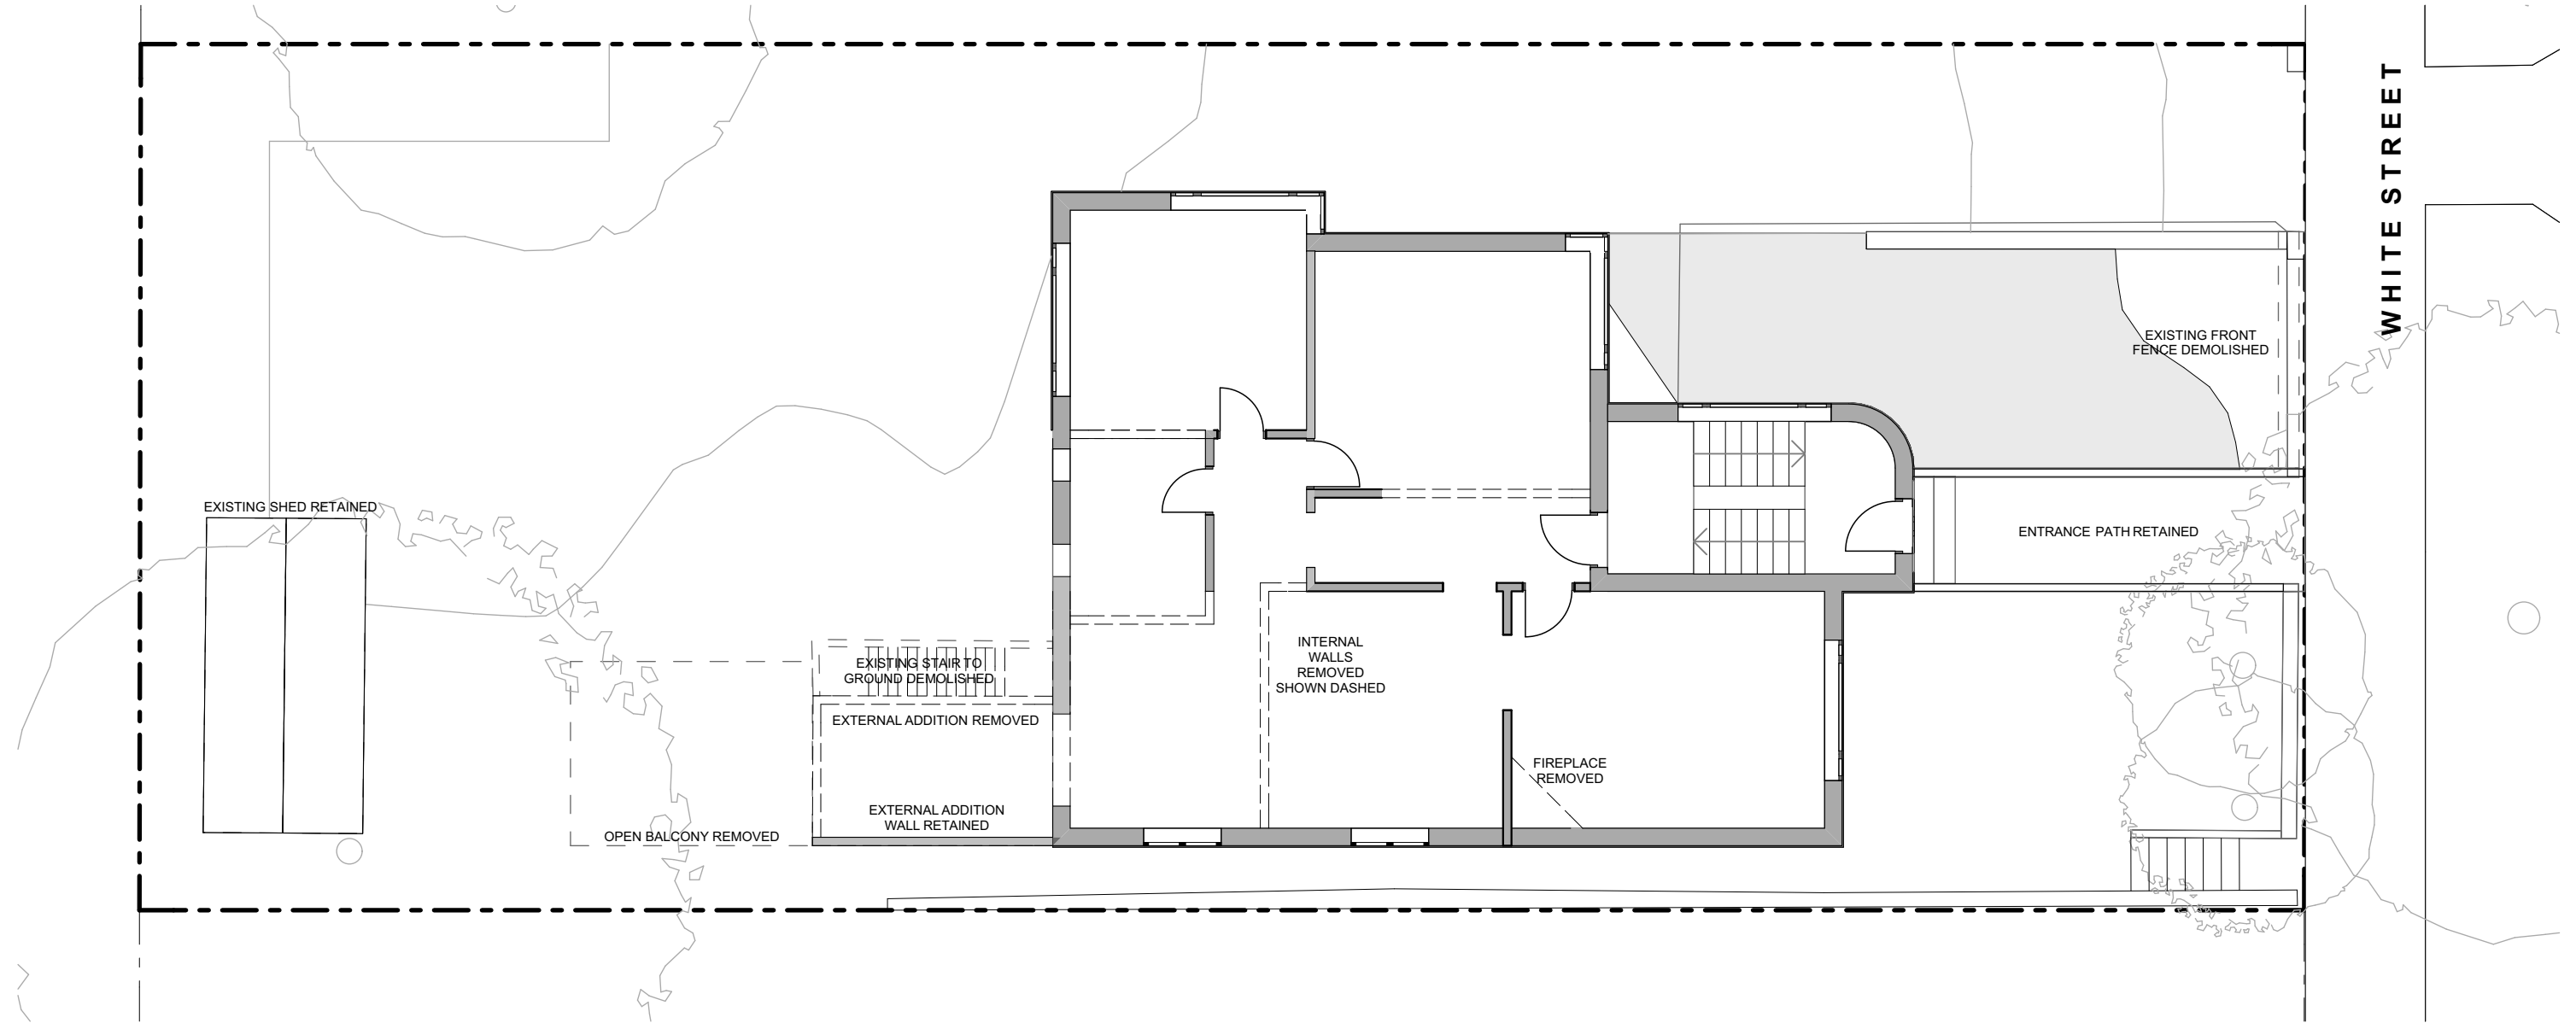 WHITE STREET
EXISTING FRONT
FENCE DEMOLISHED
EXISTING SHED RETAINED
ENTRANCE PATH RETAINED
INTERNAL
WALLS
REMOVED
SHOWN DASHED
EXISTING STAIR TO
GROUND DEMOLISHED
EXTERNAL ADDITION REMOVED
FIREPLACE
REMOVED
EXTERNAL ADDITION
WALL RETAINED
OPEN BALCONY REMOVED